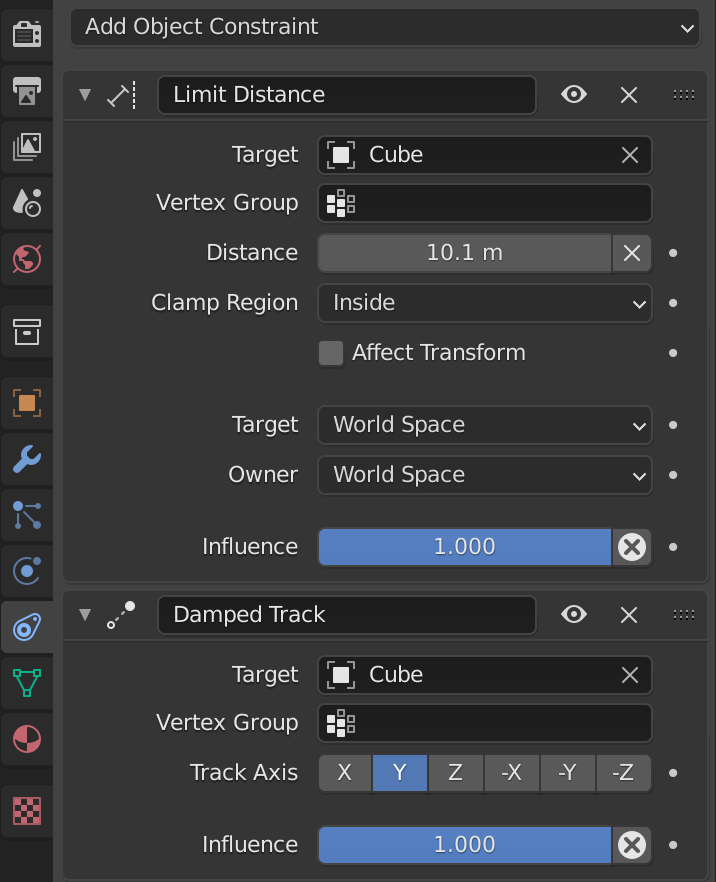 Add Object Constraint
Limit Distance
Target Cube
Vertex Group
Distance 10.1 m
Clamp Region Inside
Affect Transform
Target World Space
Owner World Space
Influence 1.000
Damped Track
Target Cube
Vertex Group
Track Axis X Y Z -X -Y -Z
Influence 1.000